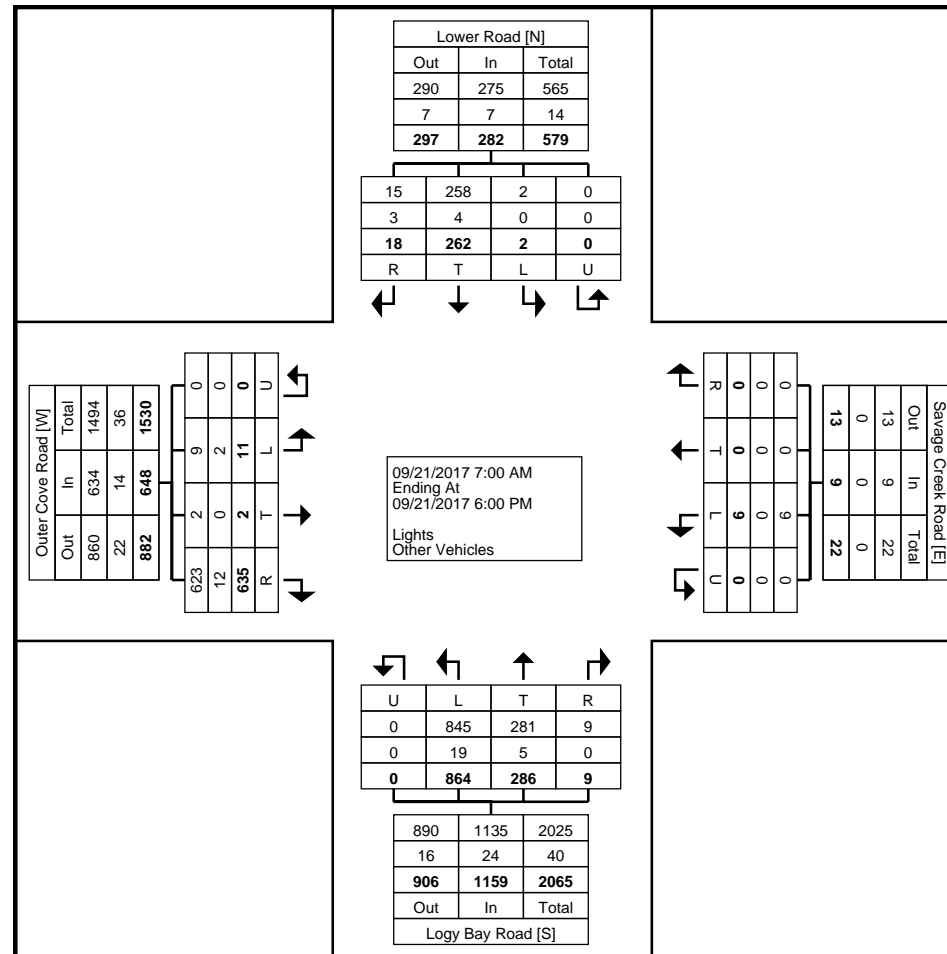 Lower Road [N]
Out In Total
290 275 565
7 7 14
297 282 579
15 258 2 0
3 4 0 0
18 262 2 0
R T L U
Outer Cove Road [W]
Out In Total
860 634 1494
22 14 36
882 648 1530
623 2 9 0
12 0 2 0
635 2 11 0
R T L U
09/21/2017 7:00 AM
Ending At
09/21/2017 6:00 PM
Lights
Other Vehicles
Savage Creek Road [E]
Out In Total
13 9 22
0 0 0
13 9 22
0 0 9 0
0 0 0 0
0 0 9 0
R T L U
U L T R
0 845 281 9
0 19 5 0
0 864 286 9
890 1135 2025
16 24 40
906 1159 2065
Out In Total
Logy Bay Road [S]